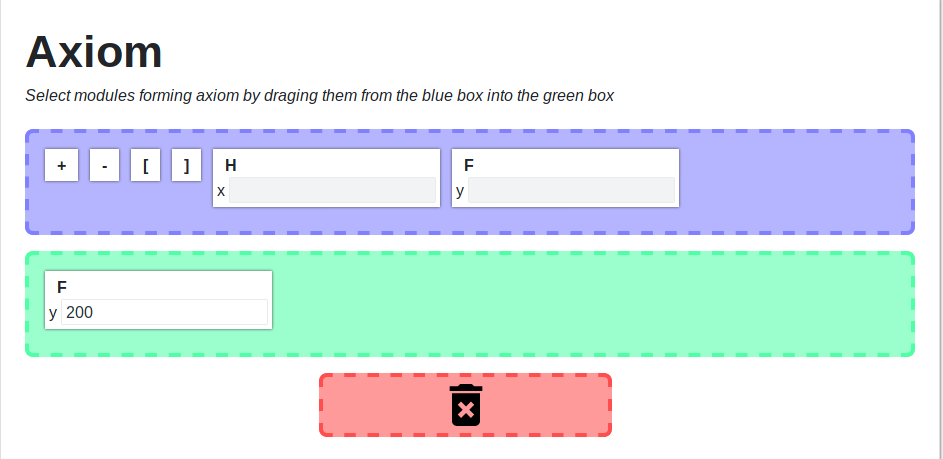 Axiom
Select modules forming axiom by draging them from the blue box into the green box
+ - [ ] H F
x y
F
y 200